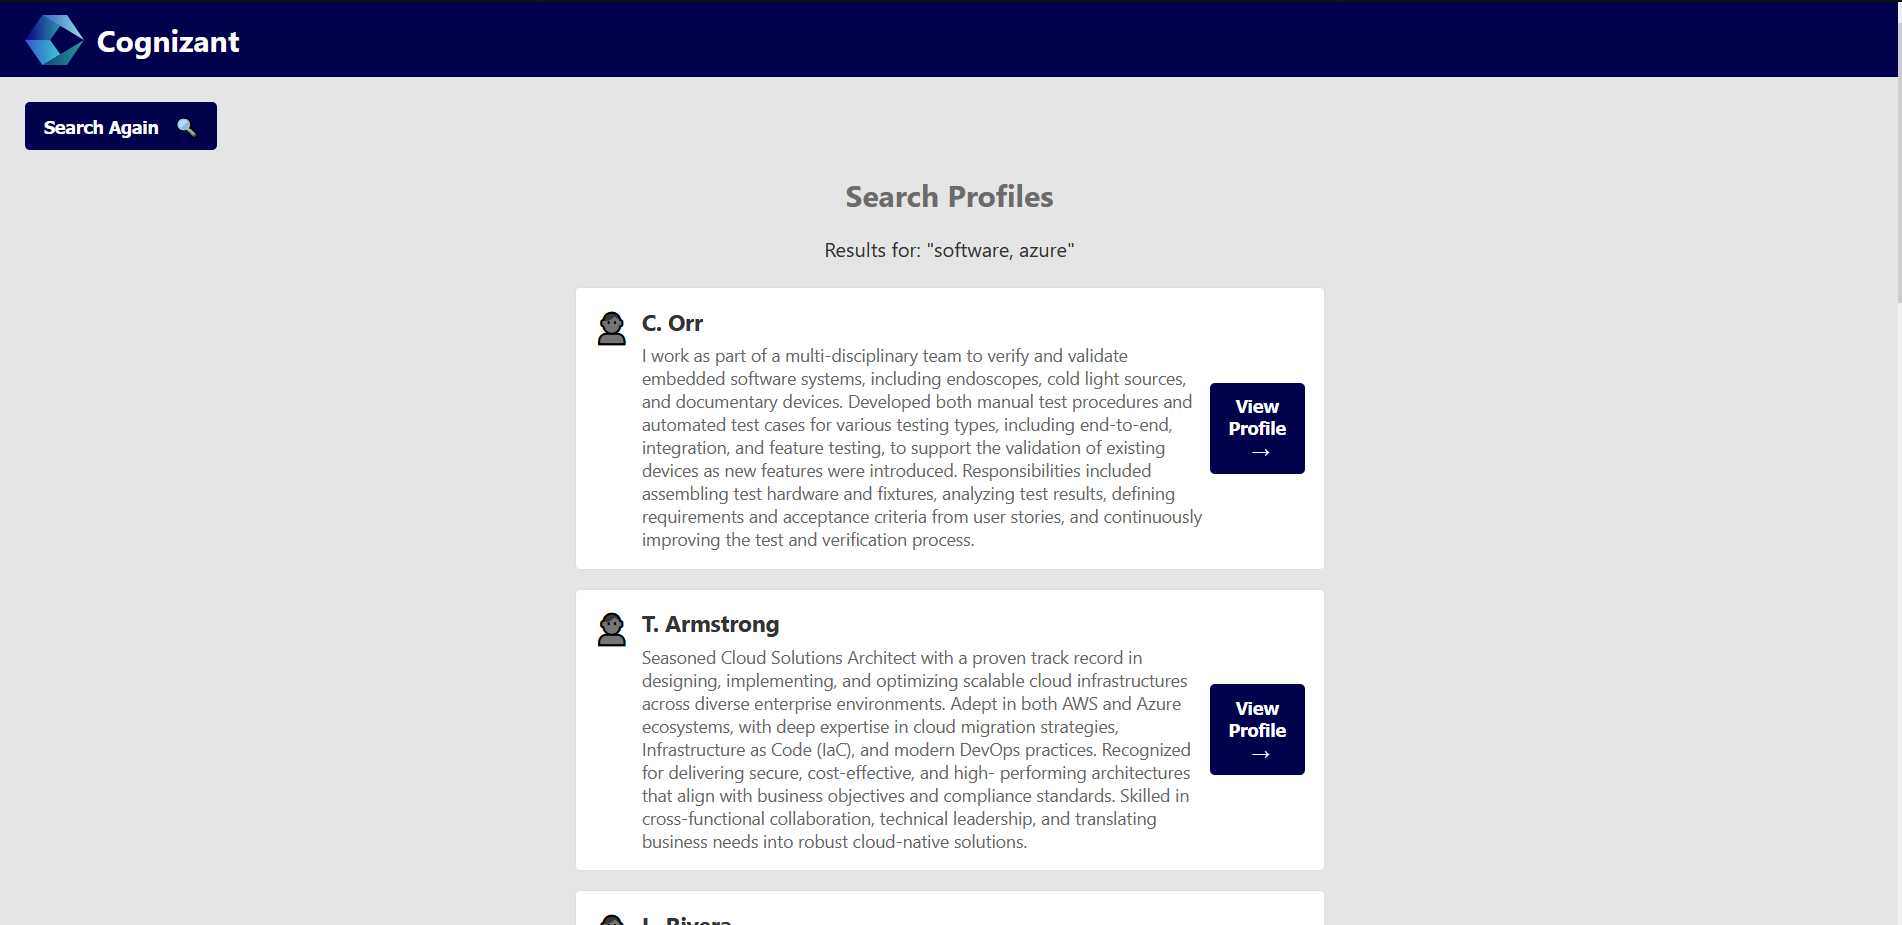 Cognizant
Search Again
Search Profiles
Results for: "software, azure"
C. Orr
I work as part of a multi-disciplinary team to verify and validate
embedded software systems, including endoscopes, cold light sources,
and documentary devices. Developed both manual test procedures and
automated test cases for various testing types, including end-to-end,
integration, and feature testing, to support the validation of existing
devices as new features were introduced. Responsibilities included
assembling test hardware and fixtures, analyzing test results, defining
requirements and acceptance criteria from user stories, and continuously
improving the test and verification process.
View
Profile
→
T. Armstrong
Seasoned Cloud Solutions Architect with a proven track record in
designing, implementing, and optimizing scalable cloud infrastructures
across diverse enterprise environments. Adept in both AWS and Azure
ecosystems, with deep expertise in cloud migration strategies,
Infrastructure as Code (IaC), and modern DevOps practices. Recognized
for delivering secure, cost-effective, and high- performing architectures
that align with business objectives and compliance standards. Skilled in
cross-functional collaboration, technical leadership, and translating
business needs into robust cloud-native solutions.
View
Profile
→
Rivera